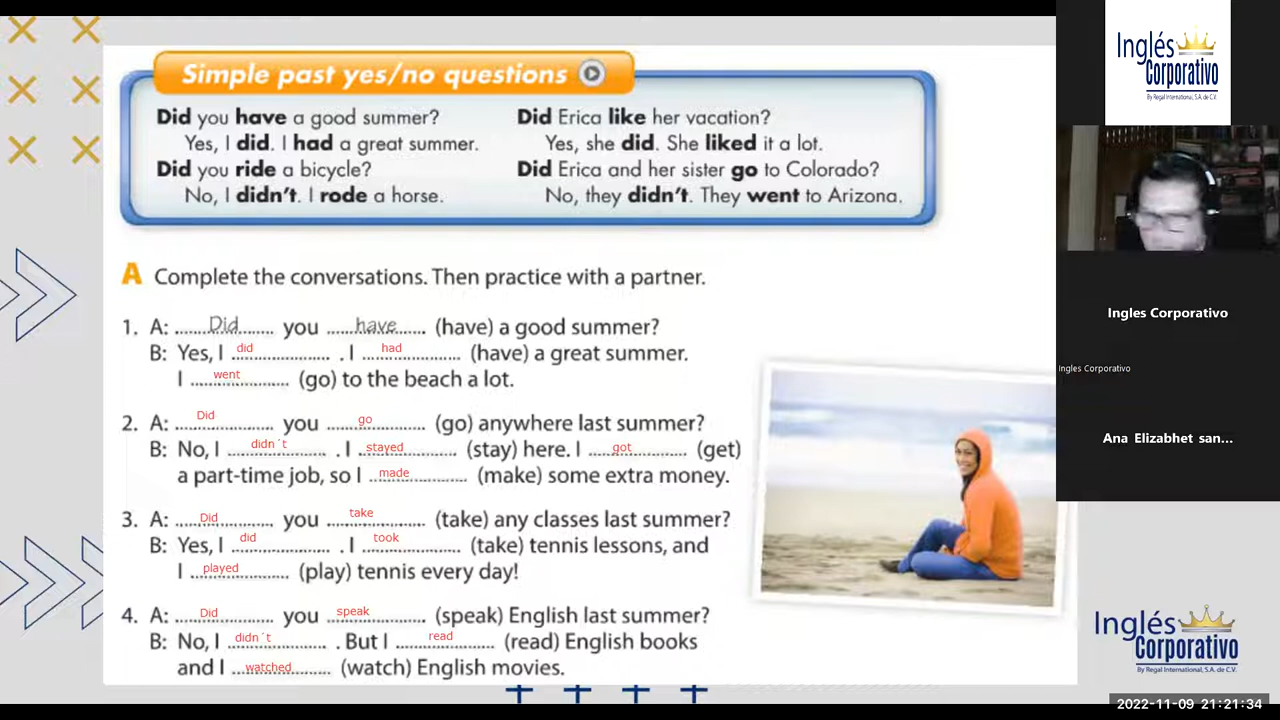 Simple past yes/no questions
Did you have a good summer?
Yes, I did. I had a great summer.
Did you ride a bicycle?
No, I didn't. I rode a horse.
Did Erica like her vacation?
Yes, she did. She liked it a lot.
Did Erica and her sister go to Colorado?
No, they didn't. They went to Arizona.
A Complete the conversations. Then practice with a partner.
1. A: Did you have (have) a good summer?
B: Yes, I did . I had (have) a great summer.
I went (go) to the beach a lot.
2. A: Did you go (go) anywhere last summer?
B: No, I didn´t . I stayed (stay) here. I got (get)
a part-time job, so I made (make) some extra money.
3. A: Did you take (take) any classes last summer?
B: Yes, I did . I took (take) tennis lessons, and
I played (play) tennis every day!
4. A: Did you speak (speak) English last summer?
B: No, I didn´t . But I read (read) English books
and I watched (watch) English movies.
Inglés
Corporativo
By Regal International, S.A. de C.V.
Ingles Corporativo
Ingles Corporativo
Ana Elizabhet san...
Inglés
Corporativo
By Regal International, S.A. de C.V.
2022-11-09 21:21:34